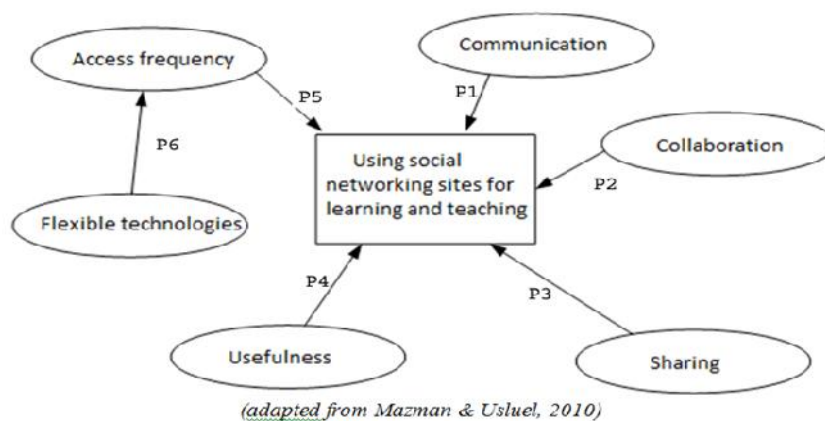 Communication
Access frequency
P1
P5
P6
Using social
networking sites for
learning and teaching
Collaboration
P2
Flexible technologies
P4
P3
Usefulness
Sharing
(adapted from Mazman & Usluel, 2010)